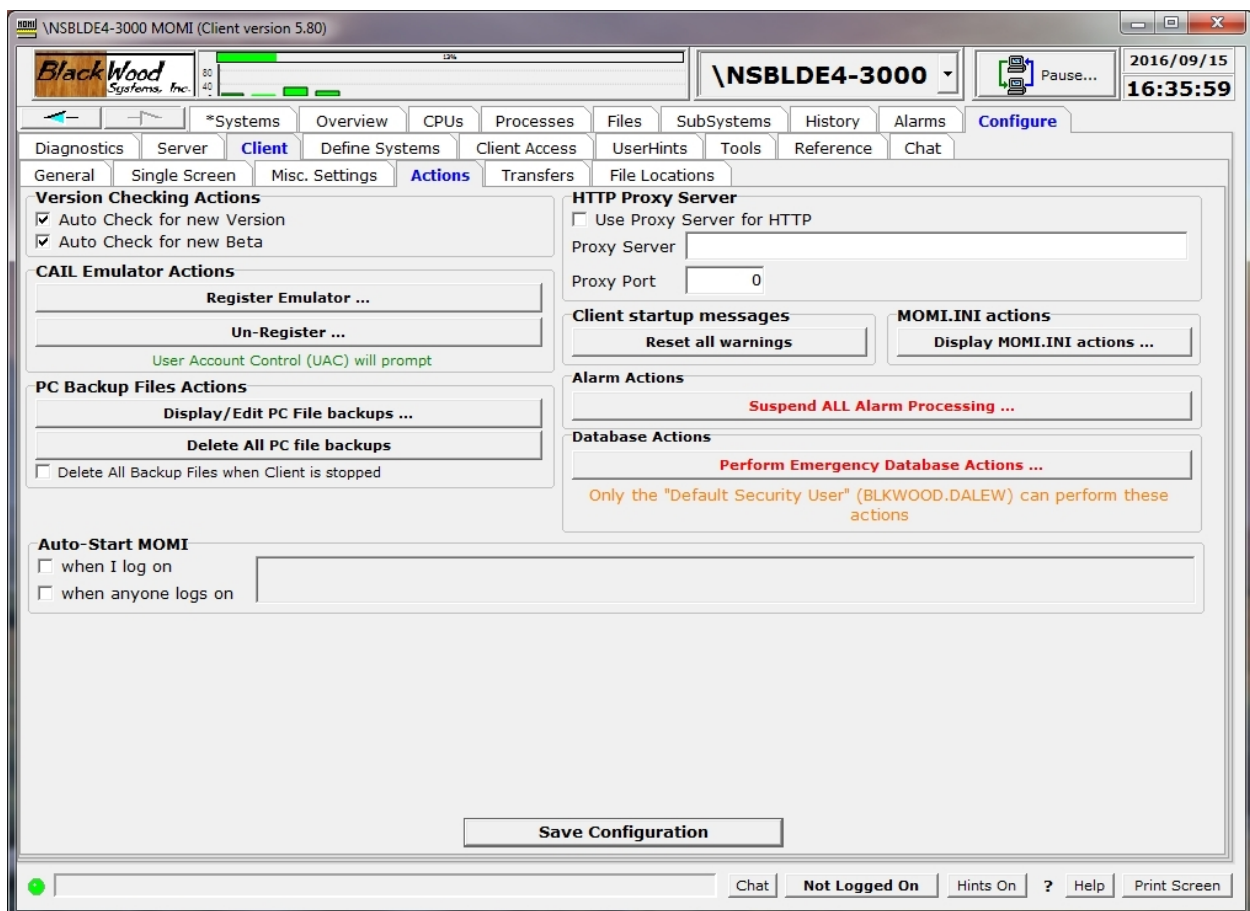 \NSBLDE4-3000 MOMI (Client version 5.80)
BlackWood
Systems, Inc.
80
40
13%
\NSBLDE4-3000
Pause...
2016/09/15
16:35:59
*Systems Overview CPUs Processes Files SubSystems History Alarms Configure
Diagnostics Server Client Define Systems Client Access UserHints Tools Reference Chat
General Single Screen Misc. Settings Actions Transfers File Locations
Version Checking Actions
Auto Check for new Version
Auto Check for new Beta
CAIL Emulator Actions
Register Emulator ...
Un-Register ...
User Account Control (UAC) will prompt
PC Backup Files Actions
Display/Edit PC File backups ...
Delete All PC file backups
Delete All Backup Files when Client is stopped
HTTP Proxy Server
Use Proxy Server for HTTP
Proxy Server
Proxy Port 0
Client startup messages
Reset all warnings
MOMI.INI actions
Display MOMI.INI actions ...
Alarm Actions
Suspend ALL Alarm Processing ...
Database Actions
Perform Emergency Database Actions ...
Only the "Default Security User" (BLKWOOD.DALEW) can perform these
actions
Auto-Start MOMI
when I log on
when anyone logs on
Save Configuration
Chat Not Logged On Hints On ? Help Print Screen